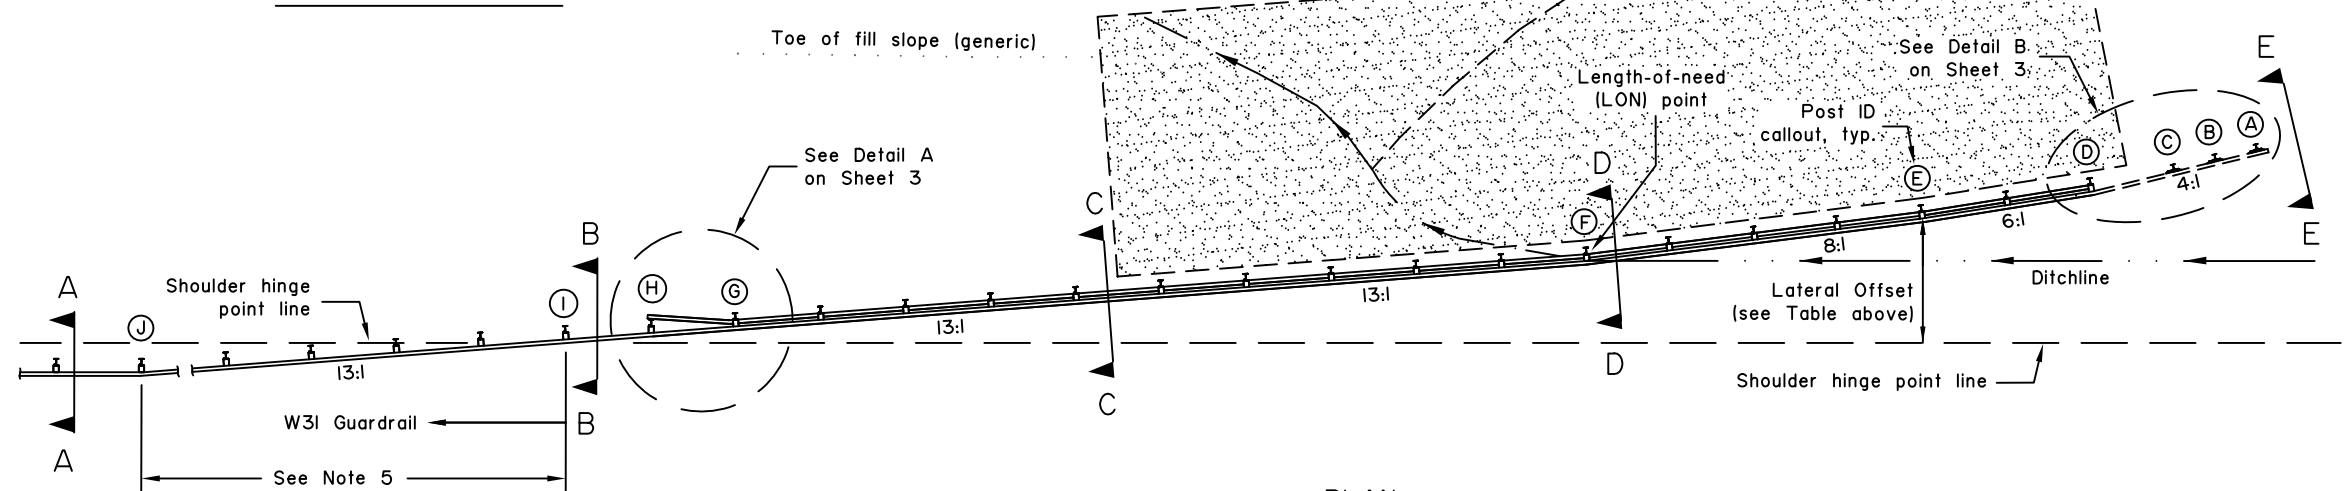 Toe of fill slope (generic)
See Detail B
on Sheet 3
E
Length-of-need
(LON) point
Post ID
callout, typ.
A
B
C
D
4:1
E
6:1
E
See Detail A
on Sheet 3
D
C
F
8:1
B
H
G
13:1
Ditchline
Lateral Offset
(see Table above)
A
Shoulder hinge
point line
I
J
13:1
13:1
D
C
Shoulder hinge point line
W31 Guardrail
B
A
See Note 5